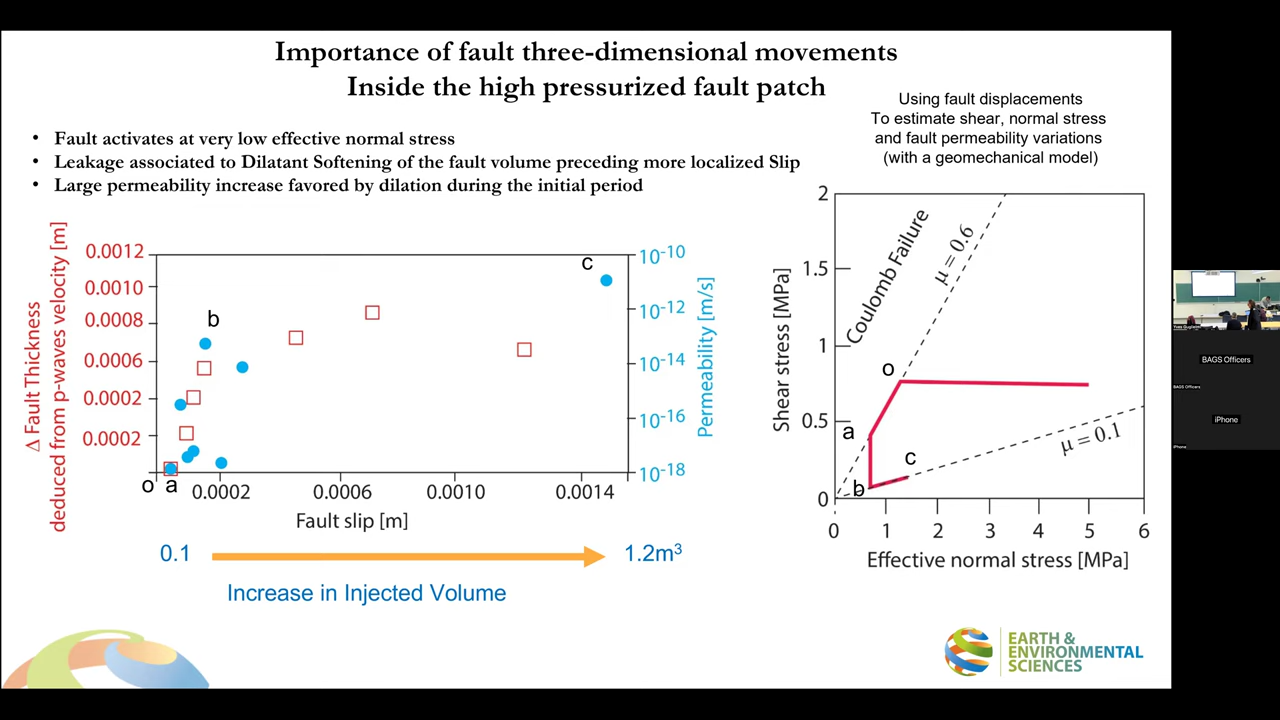 Importance of fault three-dimensional movements
Inside the high pressurized fault patch
• Fault activates at very low effective normal stress
• Leakage associated to Dilatant Softening of the fault volume preceding more localized Slip
• Large permeability increase favored by dilation during the initial period
Using fault displacements
To estimate shear, normal stress
and fault permeability variations
(with a geomechanical model)
Δ Fault Thickness
deduced from p-waves velocity [m]
0.0012
0.0010
0.0008
0.0006
0.0002
0.0002
o a
b
c
10-10
10-12
10-14
10-16
10-18
Permeability [m/s]
0.0002
0.0006
0.0010
0.0014
Fault slip [m]
0.1
1.2m³
Increase in Injected Volume
Shear stress [MPa]
2
1.5
1
0.5
0
Coulomb Failure
μ = 0.6
μ = 0.1
o
a
b
c
0 1 2 3 4 5 6
Effective normal stress [MPa]
EARTH &
ENVIRONMENTAL
SCIENCES
BAGS Officers
BAGS Officers
iPhone
iPhone